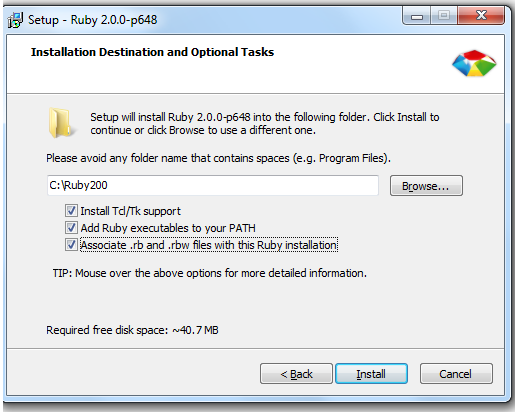 Setup - Ruby 2.0.0-p648
Installation Destination and Optional Tasks
Setup will install Ruby 2.0.0-p648 into the following folder. Click Install to
continue or click Browse to use a different one.
Please avoid any folder name that contains spaces (e.g. Program Files).
C:\Ruby200
Browse...
Install Tcl/Tk support
Add Ruby executables to your PATH
Associate .rb and .rbw files with this Ruby installation
TIP: Mouse over the above options for more detailed information.
Required free disk space: ~40.7 MB
< Back
Install
Cancel